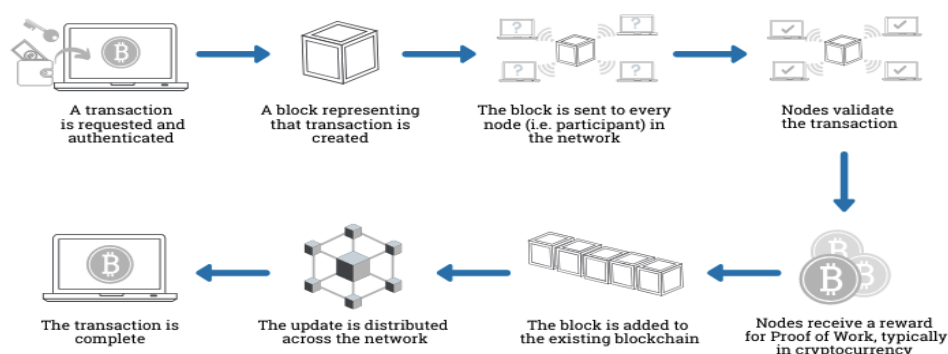 A transaction
is requested and
authenticated
A block representing
that transaction is
created
The block is sent to every
node (i.e. participant) in
the network
Nodes validate
the transaction
The transaction is
complete
The update is distributed
across the network
The block is added to
the existing blockchain
Nodes receive a reward
for Proof of Work, typically
in cryptocurrency